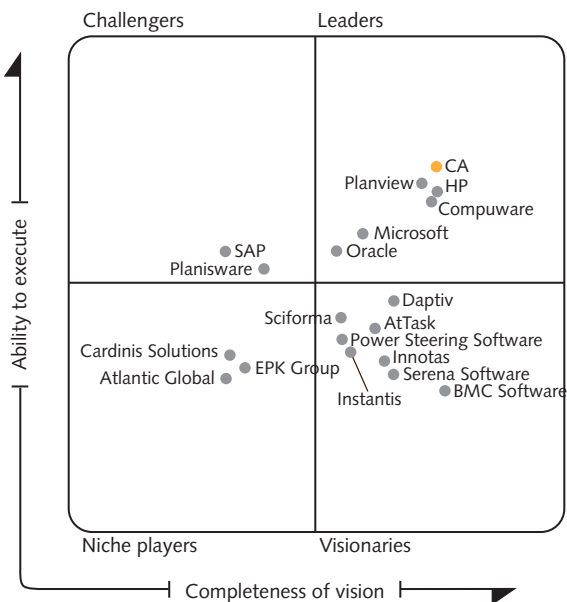 Challengers
Leaders
CA
Planview
HP
Compuware
Microsoft
SAP
Oracle
Planisware
Ability to execute
Daptiv
Sciforma
AtTask
Power Steering Software
Cardinis Solutions
Innotas
EPK Group
Atlantic Global
Serena Software
BMC Software
Instantis
Niche players
Visionaries
Completeness of vision